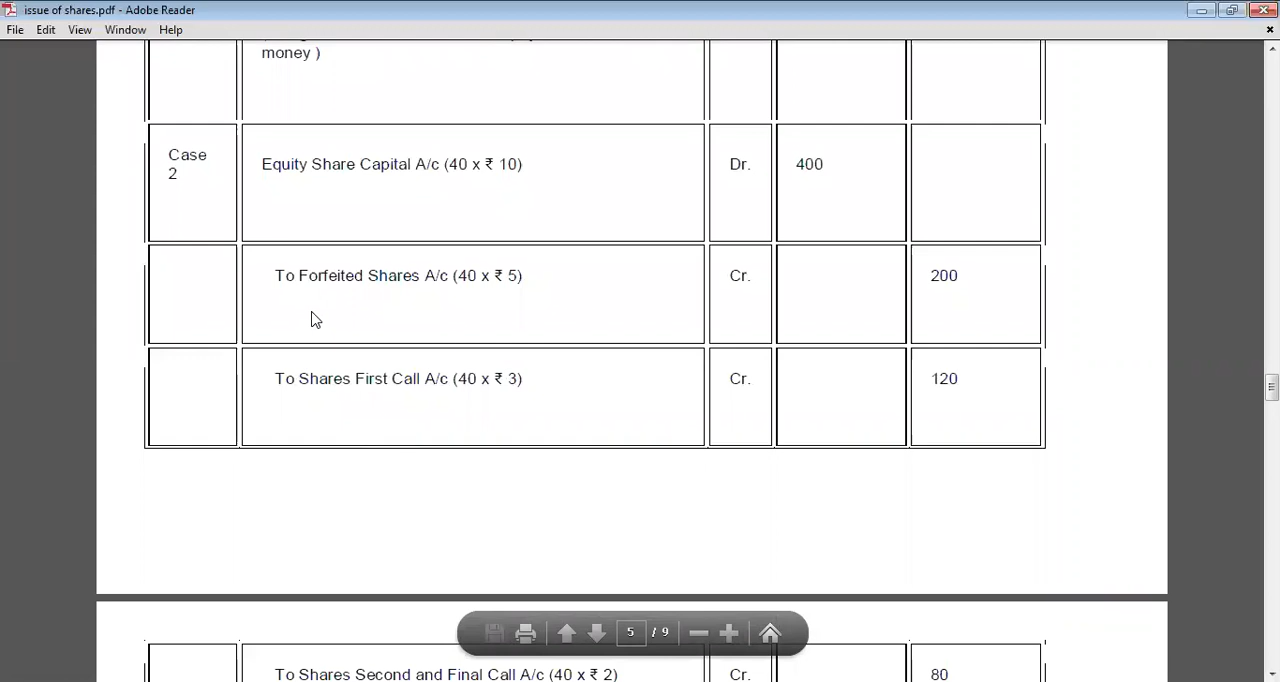 issue of shares.pdf - Adobe Reader
File Edit View Window Help
money )
Case
2
Equity Share Capital A/c (40 x ₹ 10) Dr. 400
To Forfeited Shares A/c (40 x ₹ 5) Cr. 200
To Shares First Call A/c (40 x ₹ 3) Cr. 120
5 / 9
To Shares Second and Final Call A/c (40 x ₹ 2) Cr. 80